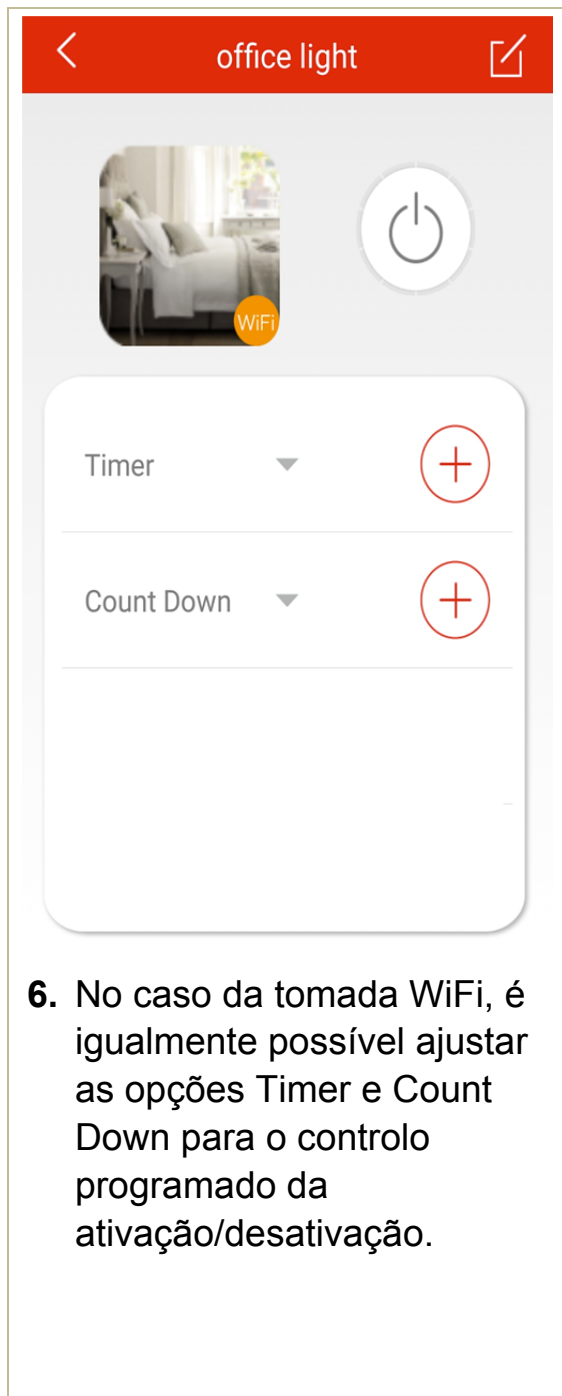 office light
WiFi
Timer
Count Down
6. No caso da tomada WiFi, é
igualmente possível ajustar
as opções Timer e Count
Down para o controlo
programado da
ativação/desativação.